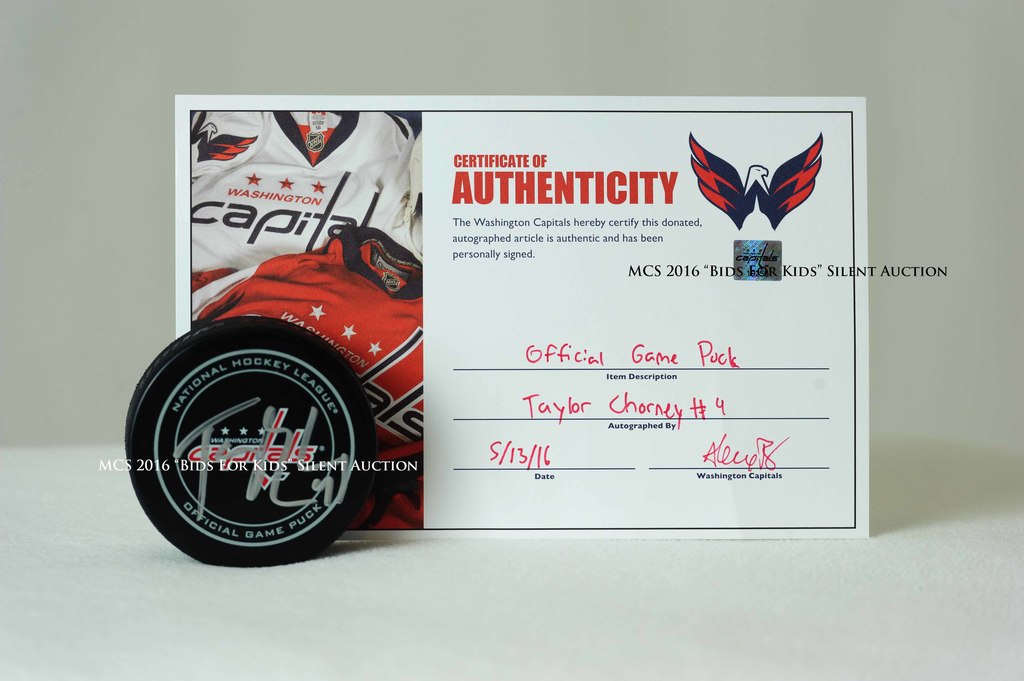 CERTIFICATE OF
AUTHENTICITY
The Washington Capitals hereby certify this donated,
autographed article is authentic and has been
personally signed.
capitals
MCS 2016 “Bids For Kids” Silent Auction
Official Game Puck
Item Description
Taylor Chorney #4
Autographed By
5/13/16
Date
Washington Capitals
WASHINGTON
capitals
WASHINGTON
NATIONAL HOCKEY LEAGUE
WASHINGTON
capitals
OFFICIAL GAME PUCK
MCS 2016 “Bids For Kids” Silent Auction